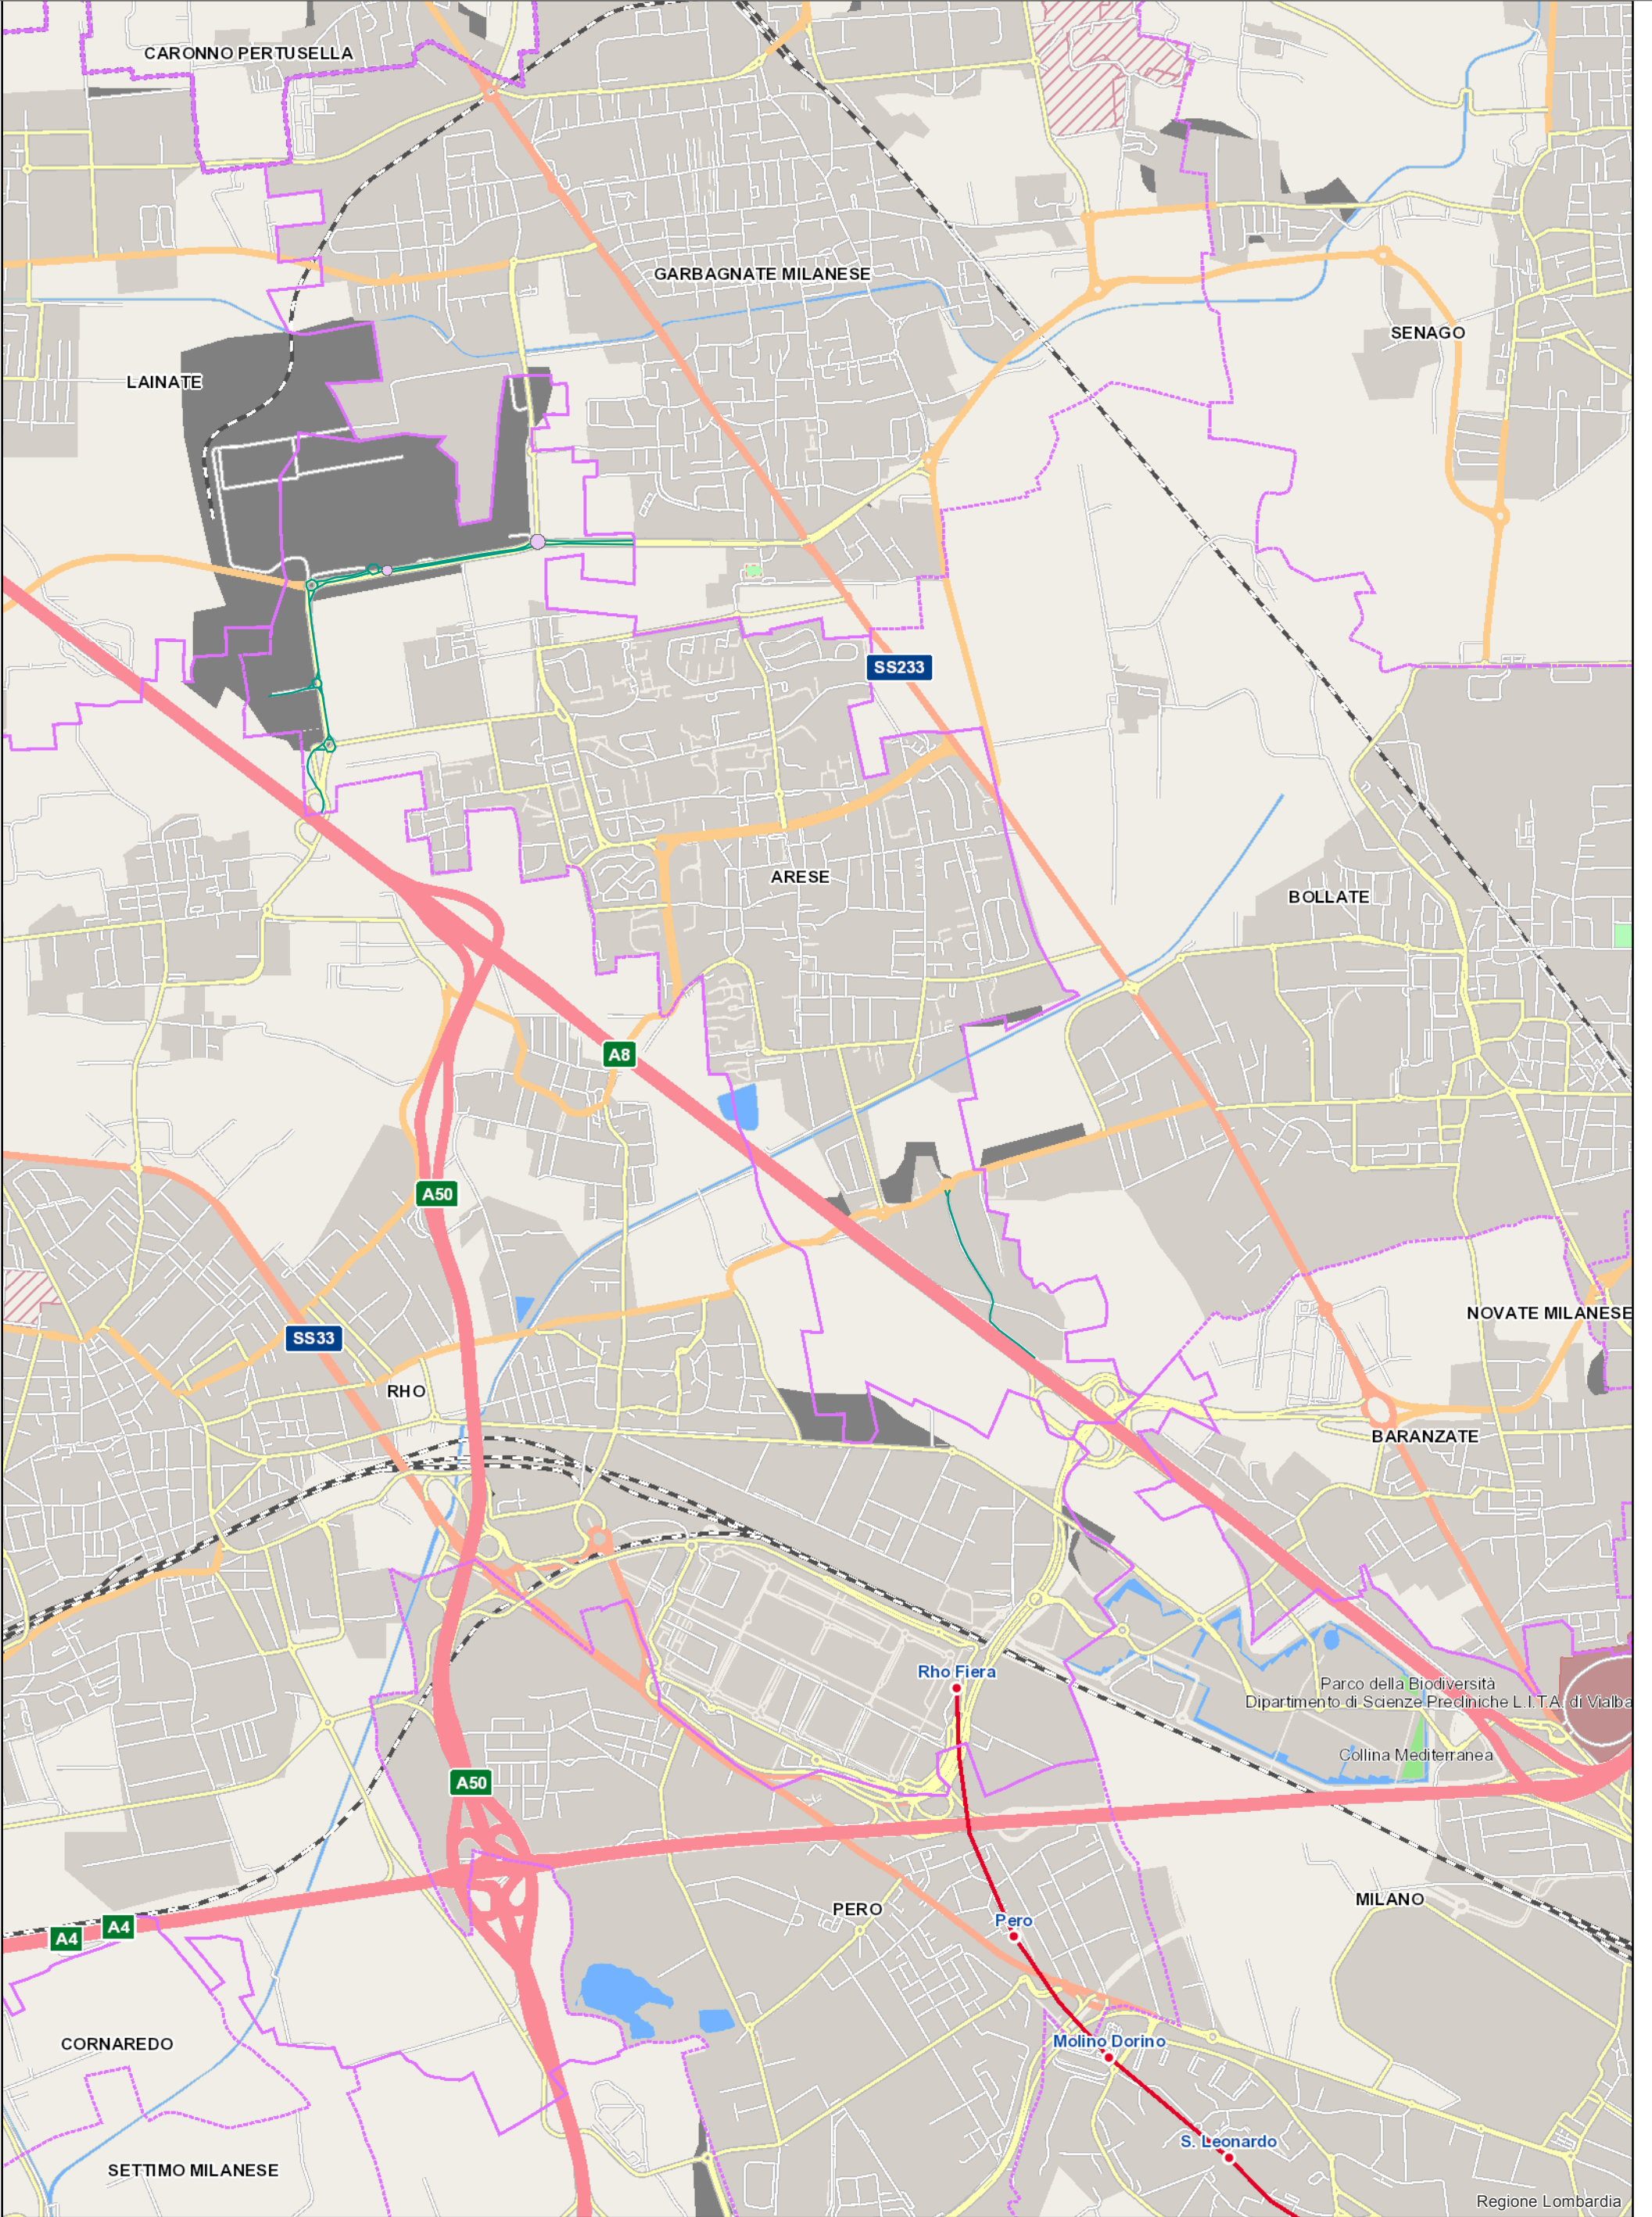 CARONNO PERTUSELLA
GARBAGNATE MILANESE
SENAGO
LAINATE
SS233
ARESE
BOLLATE
A8
A50
NOVATE MILANESE
SS33
RHO
BARANZATE
Rho Fiera
Parco della Biodiversità
Dipartimento di Scienze Precliniche L.I.T.A. di Vialba
Collina Mediterranea
A50
PERO
MILANO
Pero
A4
A4
CORNAREDO
Molino Dorino
S. Leonardo
SETTIMO MILANESE
Regione Lombardia